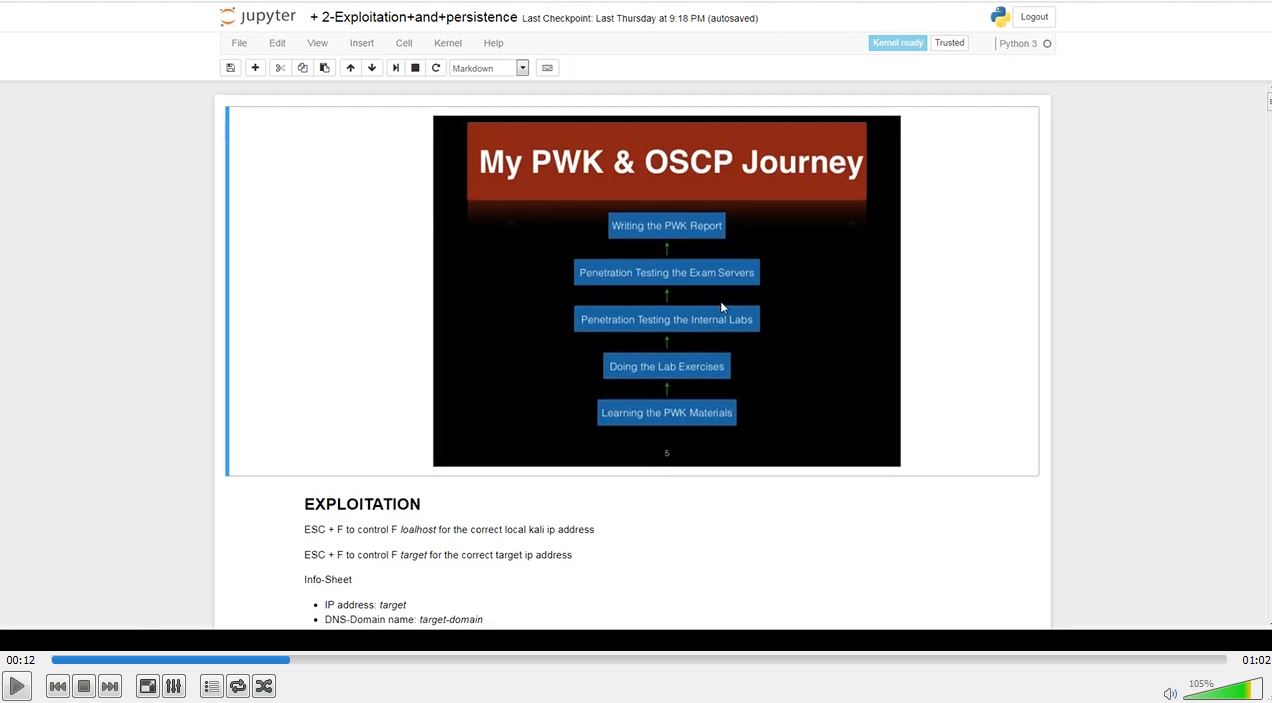 jupyter + 2-Exploitation+and+persistence Last Checkpoint: Last Thursday at 9:18 PM (autosaved) Logout
File Edit View Insert Cell Kernel Help Kernel ready Trusted Python 3
Markdown
My PWK & OSCP Journey
Writing the PWK Report
Penetration Testing the Exam Servers
Penetration Testing the Internal Labs
Doing the Lab Exercises
Learning the PWK Materials
5
EXPLOITATION
ESC + F to control F loalhost for the correct local kali ip address
ESC + F to control F target for the correct target ip address
Info-Sheet
• IP address: target
• DNS-Domain name: target-domain
00:12 01:02
105%